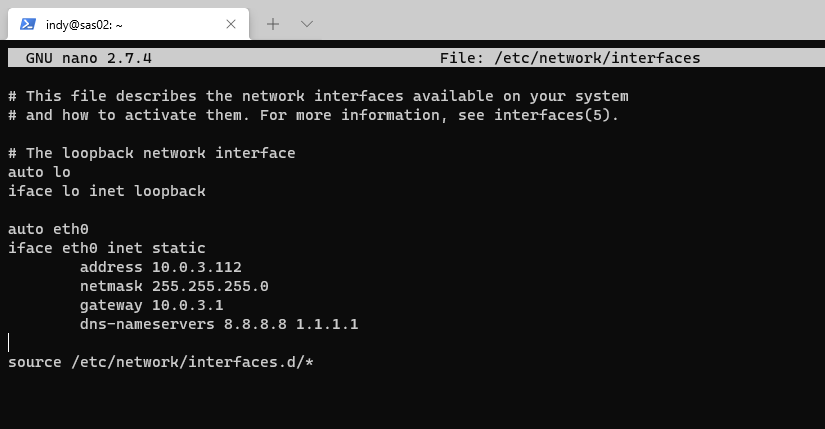 indy@sas02: ~
GNU nano 2.7.4 File: /etc/network/interfaces
# This file describes the network interfaces available on your system
# and how to activate them. For more information, see interfaces(5).
# The loopback network interface
auto lo
iface lo inet loopback
auto eth0
iface eth0 inet static
address 10.0.3.112
netmask 255.255.255.0
gateway 10.0.3.1
dns-nameservers 8.8.8.8 1.1.1.1
source /etc/network/interfaces.d/*